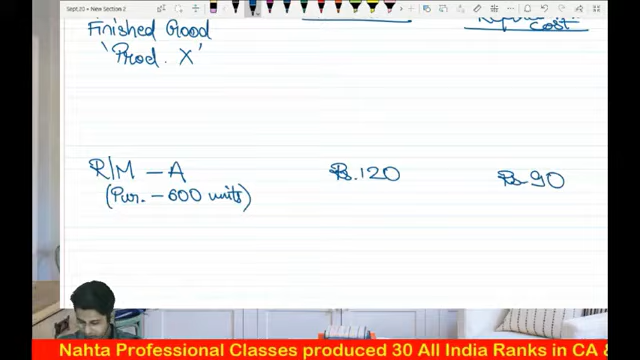 Sept.20 • New Section 2
Finished Good
'Prod. X'
cost
R/M - A
(Pur. - 600 units)
Rs. 120
Rs. 90
Nahta Professional Classes produced 30 All India Ranks in CA &